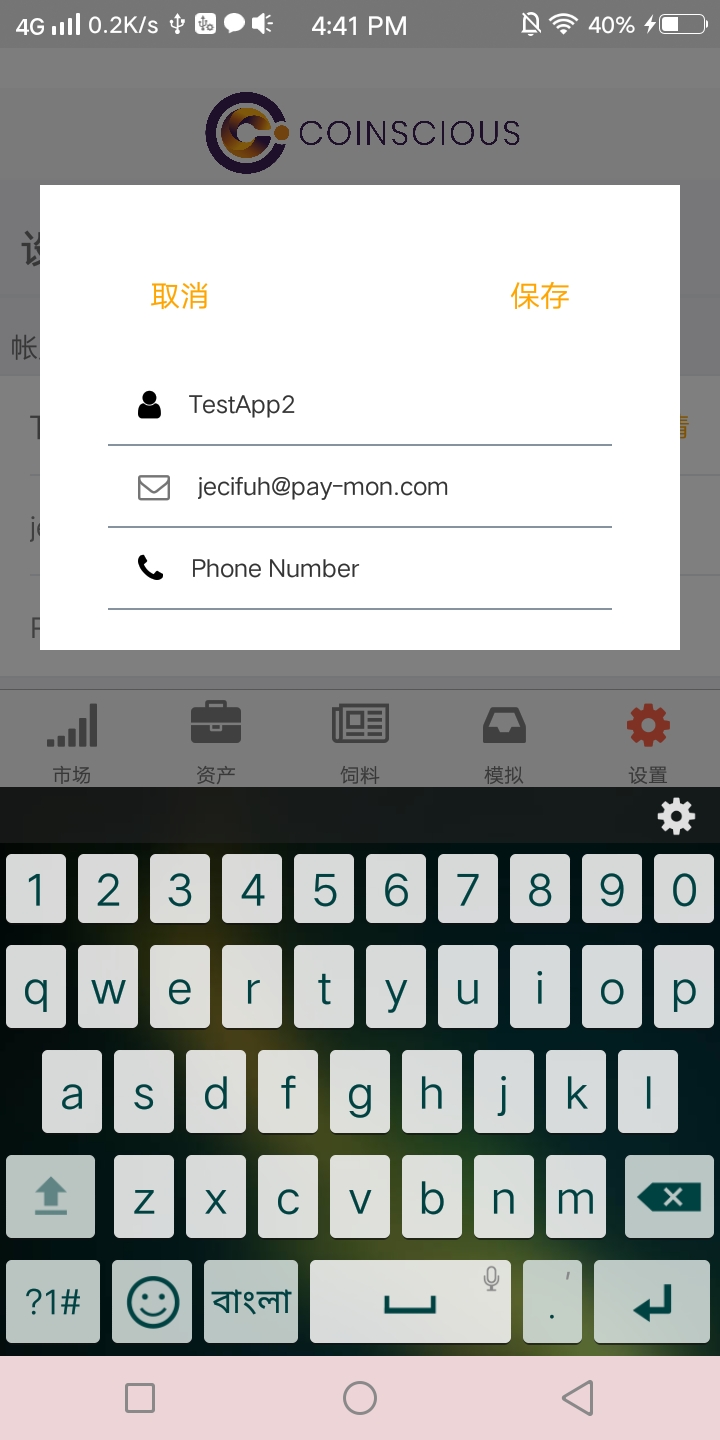 4G 0.2K/s 4:41 PM 40%
COINSCIOUS
取消 保存
TestApp2
jecifuh@pay-mon.com
Phone Number
市场 资产 饲料 模拟 设置
1 2 3 4 5 6 7 8 9 0
q w e r t y u i o p
a s d f g h j k l
z x c v b n m
?1# বাংলা . ,